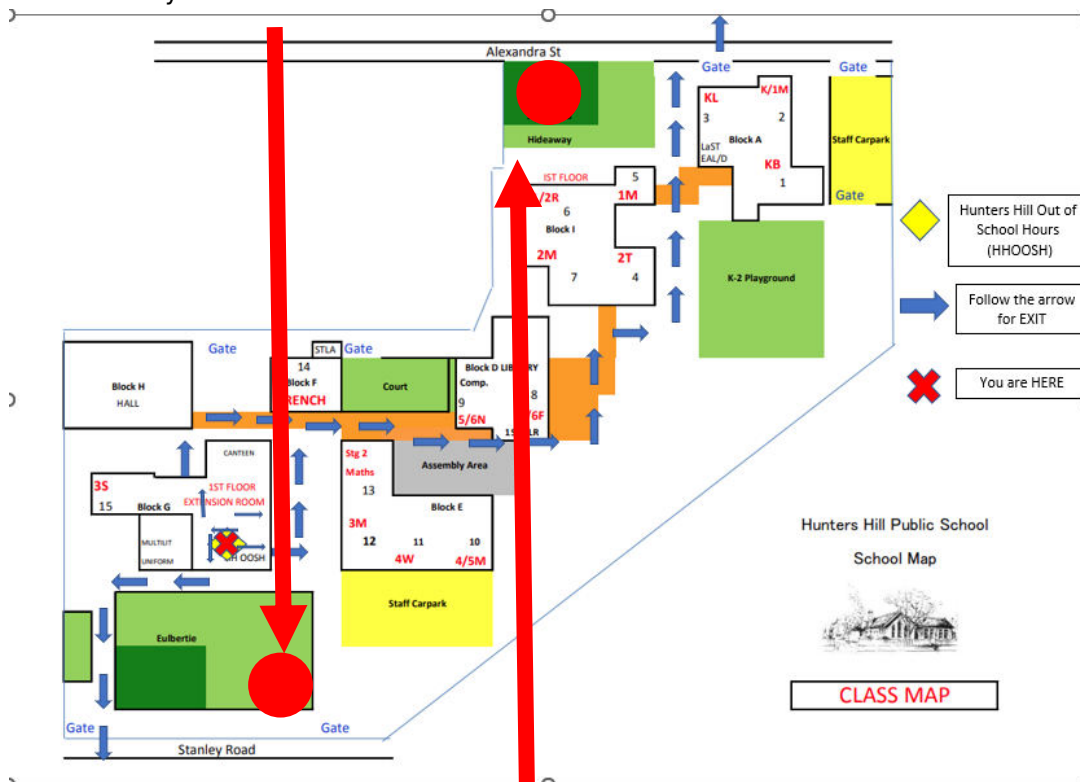 Alexandra St
Gate
Gate
KL
K/1M
3
2
Block A
Staff Carpark
LaST
EAL/D
KB
1
Gate
Hideaway
IST FLOOR
5
/2R
1M
6
Block I
2M
2T
7
4
K-2 Playground
Hunters Hill Out of
School Hours
(HHOOSH)
Follow the arrow
for EXIT
You are HERE
Gate
STLA
Gate
14
Block F
RENCH
Court
Block D
Comp.
9
8
5/6N
/6F
Block H
HALL
CANTEEN
Stg 2
Maths
13
Assembly Area
3S
15
Block G
1ST FLOOR
EXTENSION ROOM
Block E
3M
12
11
10
4W
4/5M
MULTILIT
UNIFORM
OOSH
Staff Carpark
Eulbertie
Gate
Gate
Stanley Road
Hunters Hill Public School
School Map
CLASS MAP